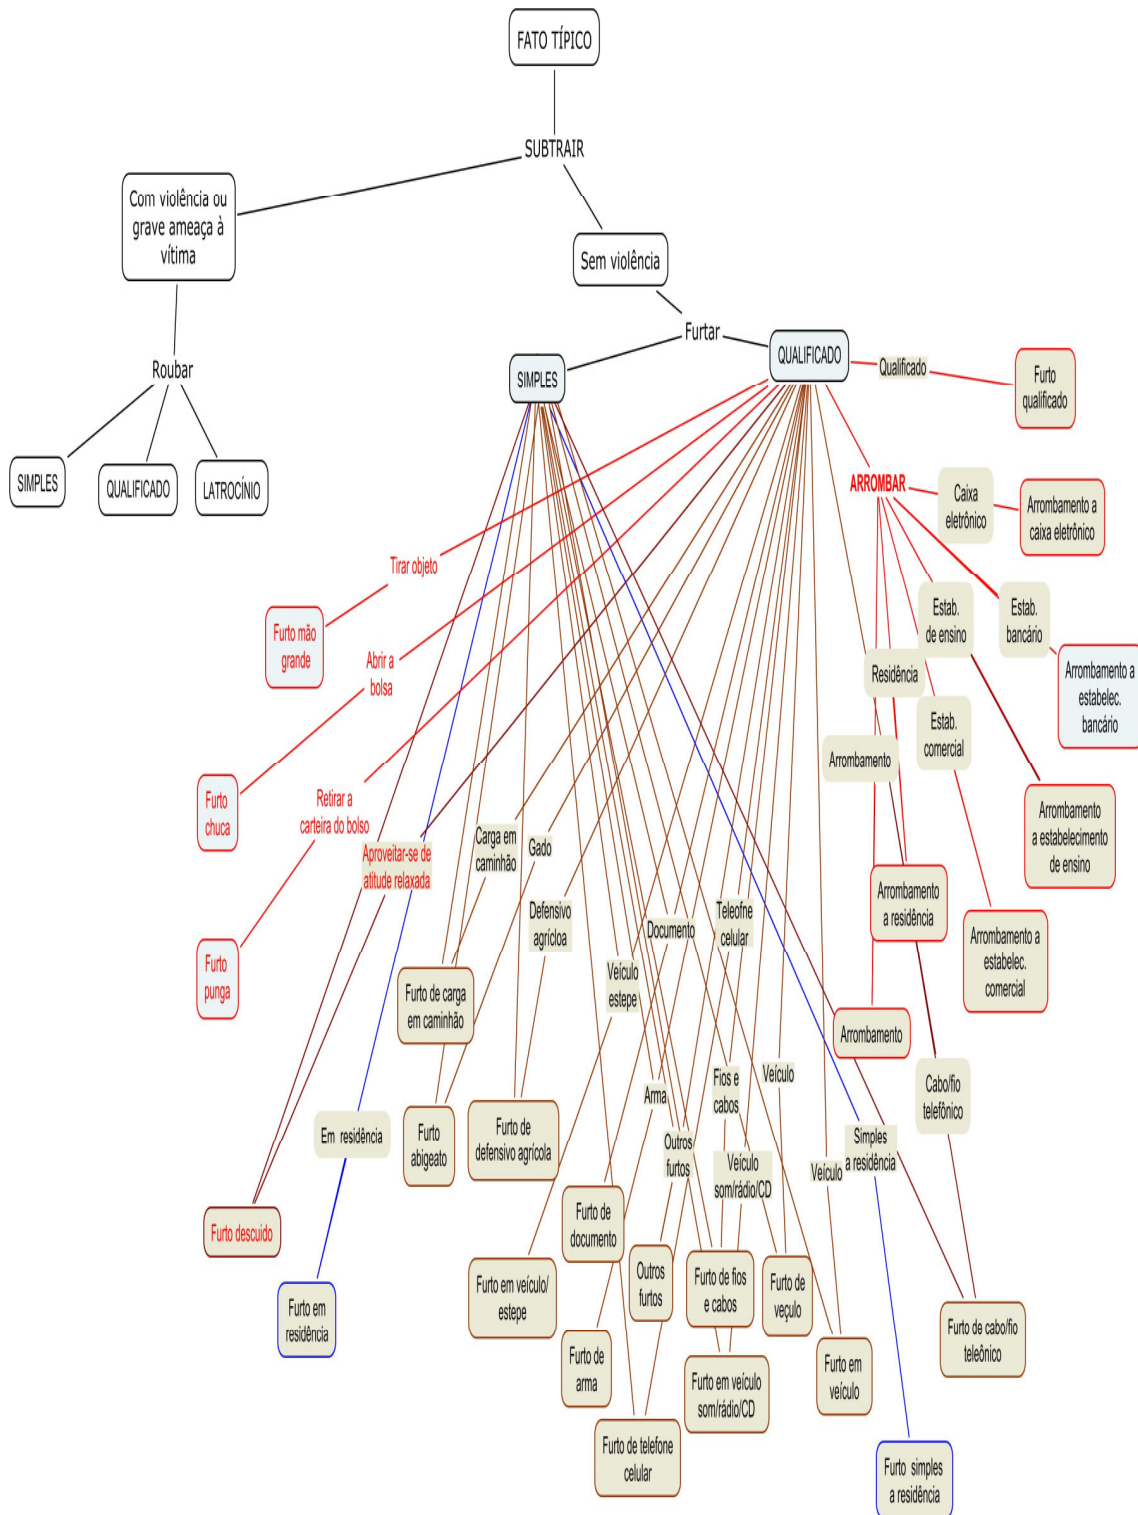 FATO TÍPICO
SUBTRAIR
Com violência ou
grave ameaça à
vítima
Sem violência
Furtar
Roubar
SIMPLES
QUALIFICADO
LATROCÍNIO
SIMPLES
QUALIFICADO
Qualificado
Furto
qualificado
ARROMBAR
Caixa
eletrônico
Arrombamento a
caixa eletrônico
Tirar objeto
Furto mão
grande
Estab.
de ensino
Estab.
bancário
Abrir a
bolsa
Residência
Arrombamento a
estabelec.
bancário
Estab.
comercial
Arrombamento
Furto
chuca
Retirar a
carteira do bolso
Aproveitar-se de
atitude relaxada
Carga em
caminhão
Gado
Arrombamento
a estabelecimento
de ensino
Defensivo
agrícloa
Documento
Teleofne
celular
Arrombamento
a residência
Arrombamento a
estabelec.
comercial
Furto
punga
Furto de carga
em caminhão
Veículo
estepe
Arrombamento
Arma
Fios e
cabos
Veículo
Cabo/fio
telefônico
Em residência
Furto
abigeato
Furto de
defensivo agrícola
Outros
furtos
Veículo
som/rádio/CD
Veículo
Simples
a residência
Furto descuido
Furto de
documento
Furto em
residência
Furto em veículo/
estepe
Outros
furtos
Furto de fios
e cabos
Furto de
veçulo
Furto de cabo/fio
teleônico
Furto de
arma
Furto em veículo
som/rádio/CD
Furto em
veículo
Furto de telefone
celular
Furto simples
a residência